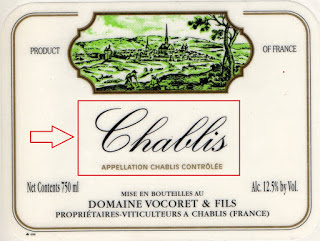 PRODUCT OF FRANCE
Chablis
APPELLATION CHABLIS CONTRÔLÉE
Net Contents 750 ml
Alc. 12.5% by Vol.
MISE EN BOUTEILLES AU
DOMAINE VOCORET & FILS
PROPRIÉTAIRES-VITICULTEURS A CHABLIS (FRANCE)